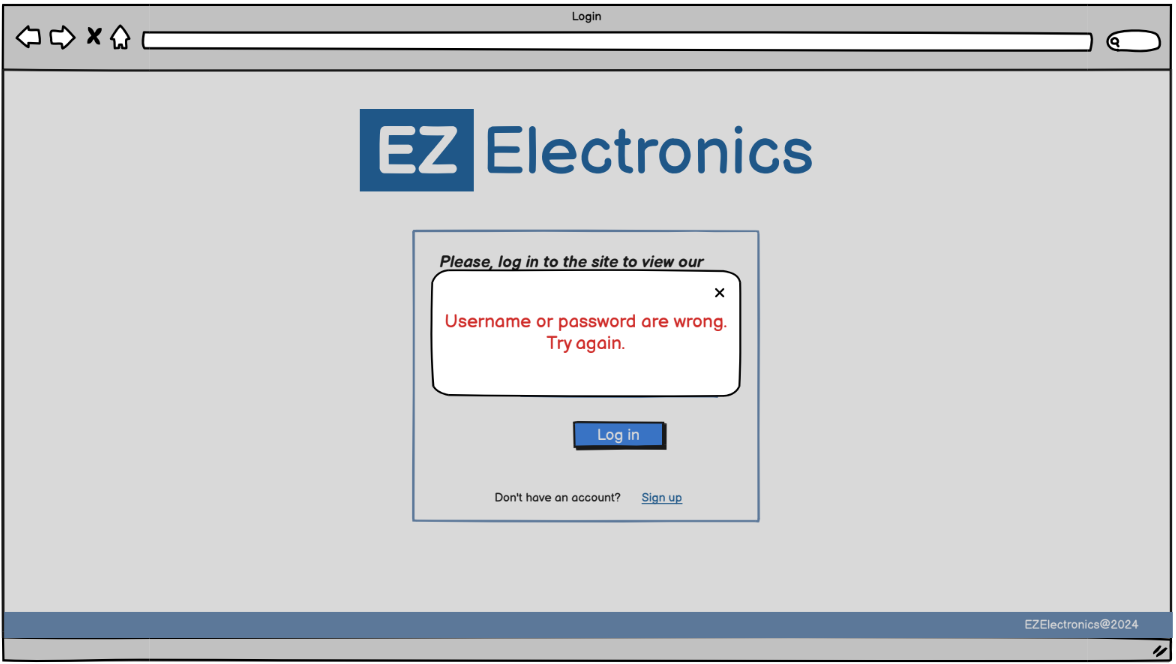 Login
EZ Electronics
Please, log in to the site to view our
Username or password are wrong.
Try again.
Log in
Don't have an account? Sign up
EZElectronics@2024